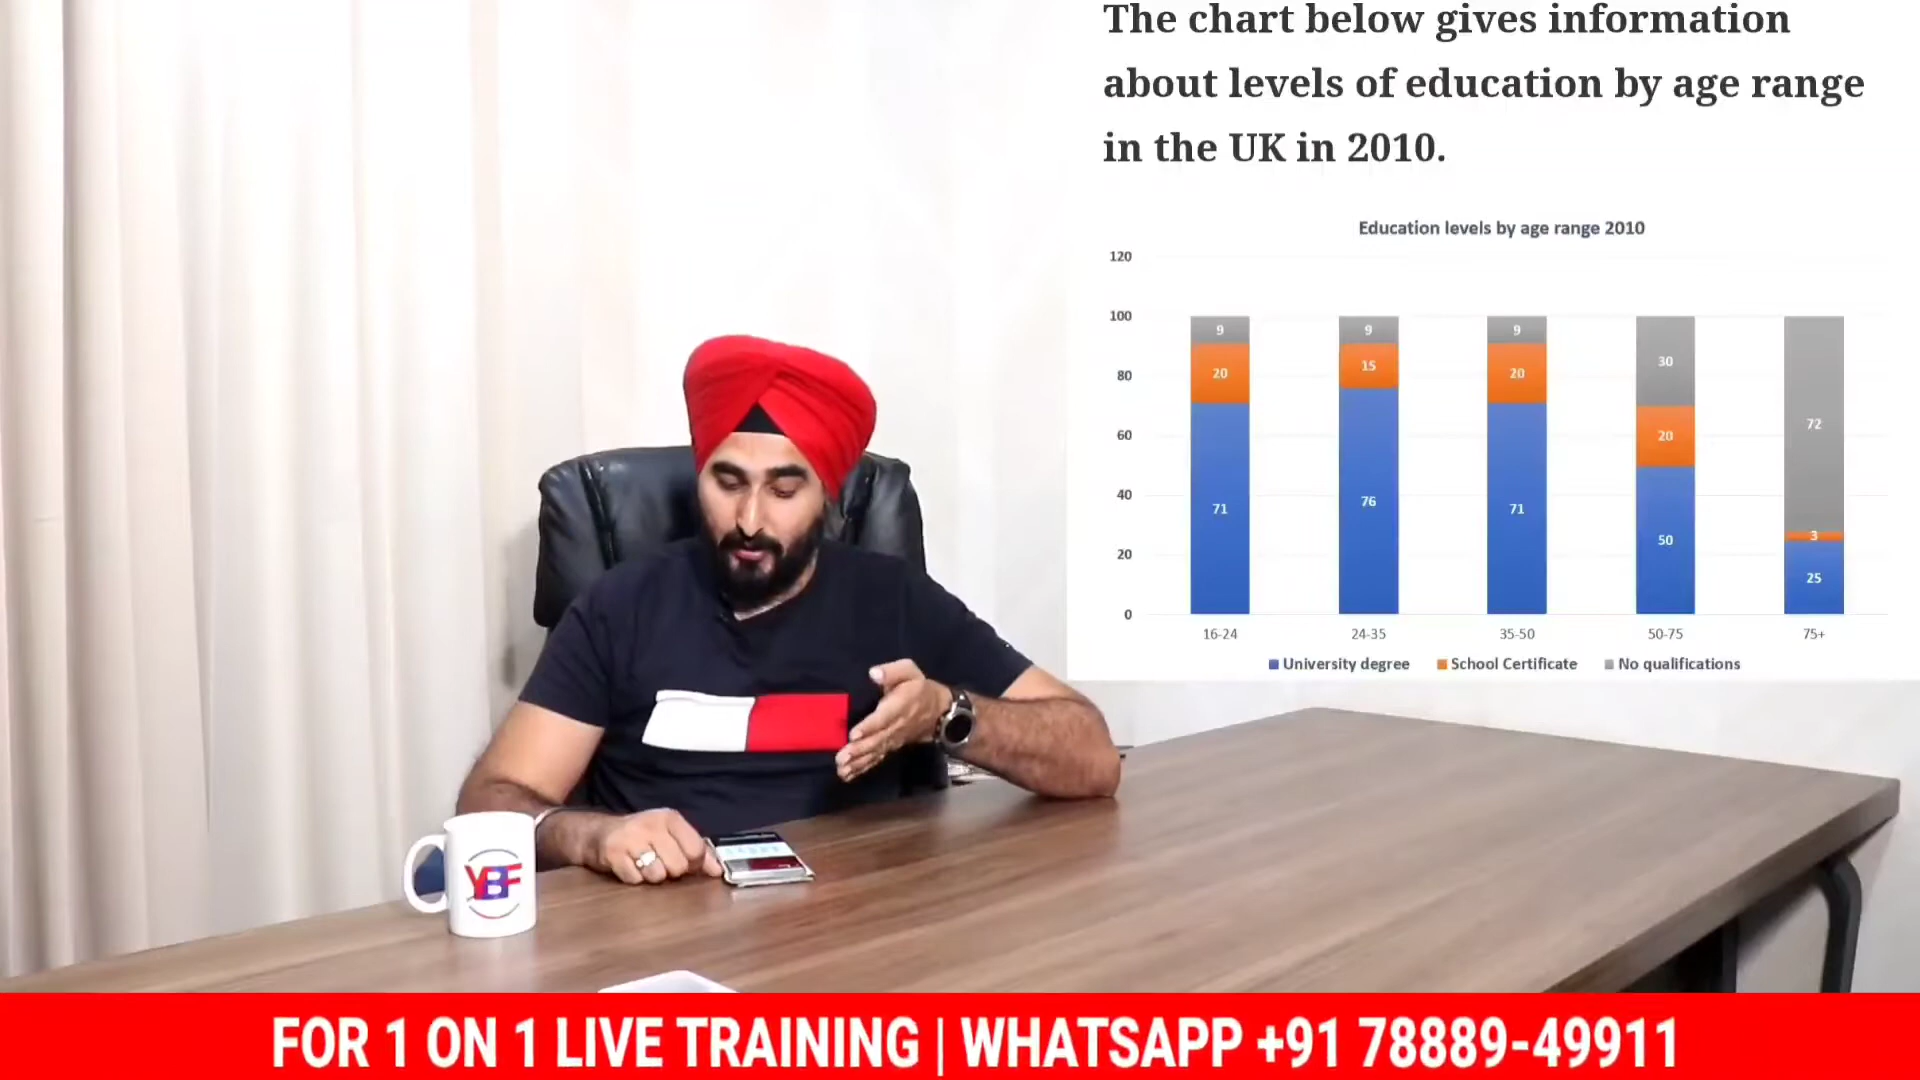 The chart below gives information
about levels of education by age range
in the UK in 2010.
Education levels by age range 2010
120
100
80
60
40
20
0
9 9 9 30 72
20 15 20 20 3
71 76 71 50 25
16-24 24-35 35-50 50-75 75+
University degree School Certificate No qualifications
YBF
FOR 1 ON 1 LIVE TRAINING | WHATSAPP +91 78889-49911